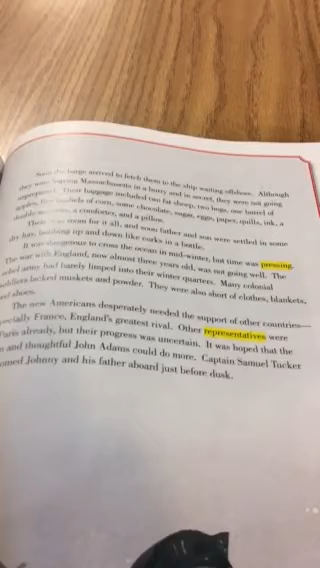 Soon the barge arrived to fetch them to the ship waiting offshore. Although
they were leaving Massachusetts in a hurry and in secret, they were not going
unprepared. Their baggage included two fat sheep, two hogs, one barrel of
apples, five bushels of corn, some chocolate, sugar, eggs, paper, quills, ink, a
double mattress, a comforter, and a pillow.
There was room for it all, and soon father and son were settled in some
dry hay, bobbing up and down like corks in a bottle.
It was dangerous to cross the ocean in mid-winter, but time was pressing.
The war with England, now almost three years old, was not going well. The
army had barely limped into their winter quarters. Many colonial
soldiers lacked muskets and powder. They were also short of clothes, blankets,
and shoes.
The new Americans desperately needed the support of other countries—
especially France, England's greatest rival. Other representatives were
Paris already, but their progress was uncertain. It was hoped that the
and thoughtful John Adams could do more. Captain Samuel Tucker
Johnny and his father aboard just before dusk.